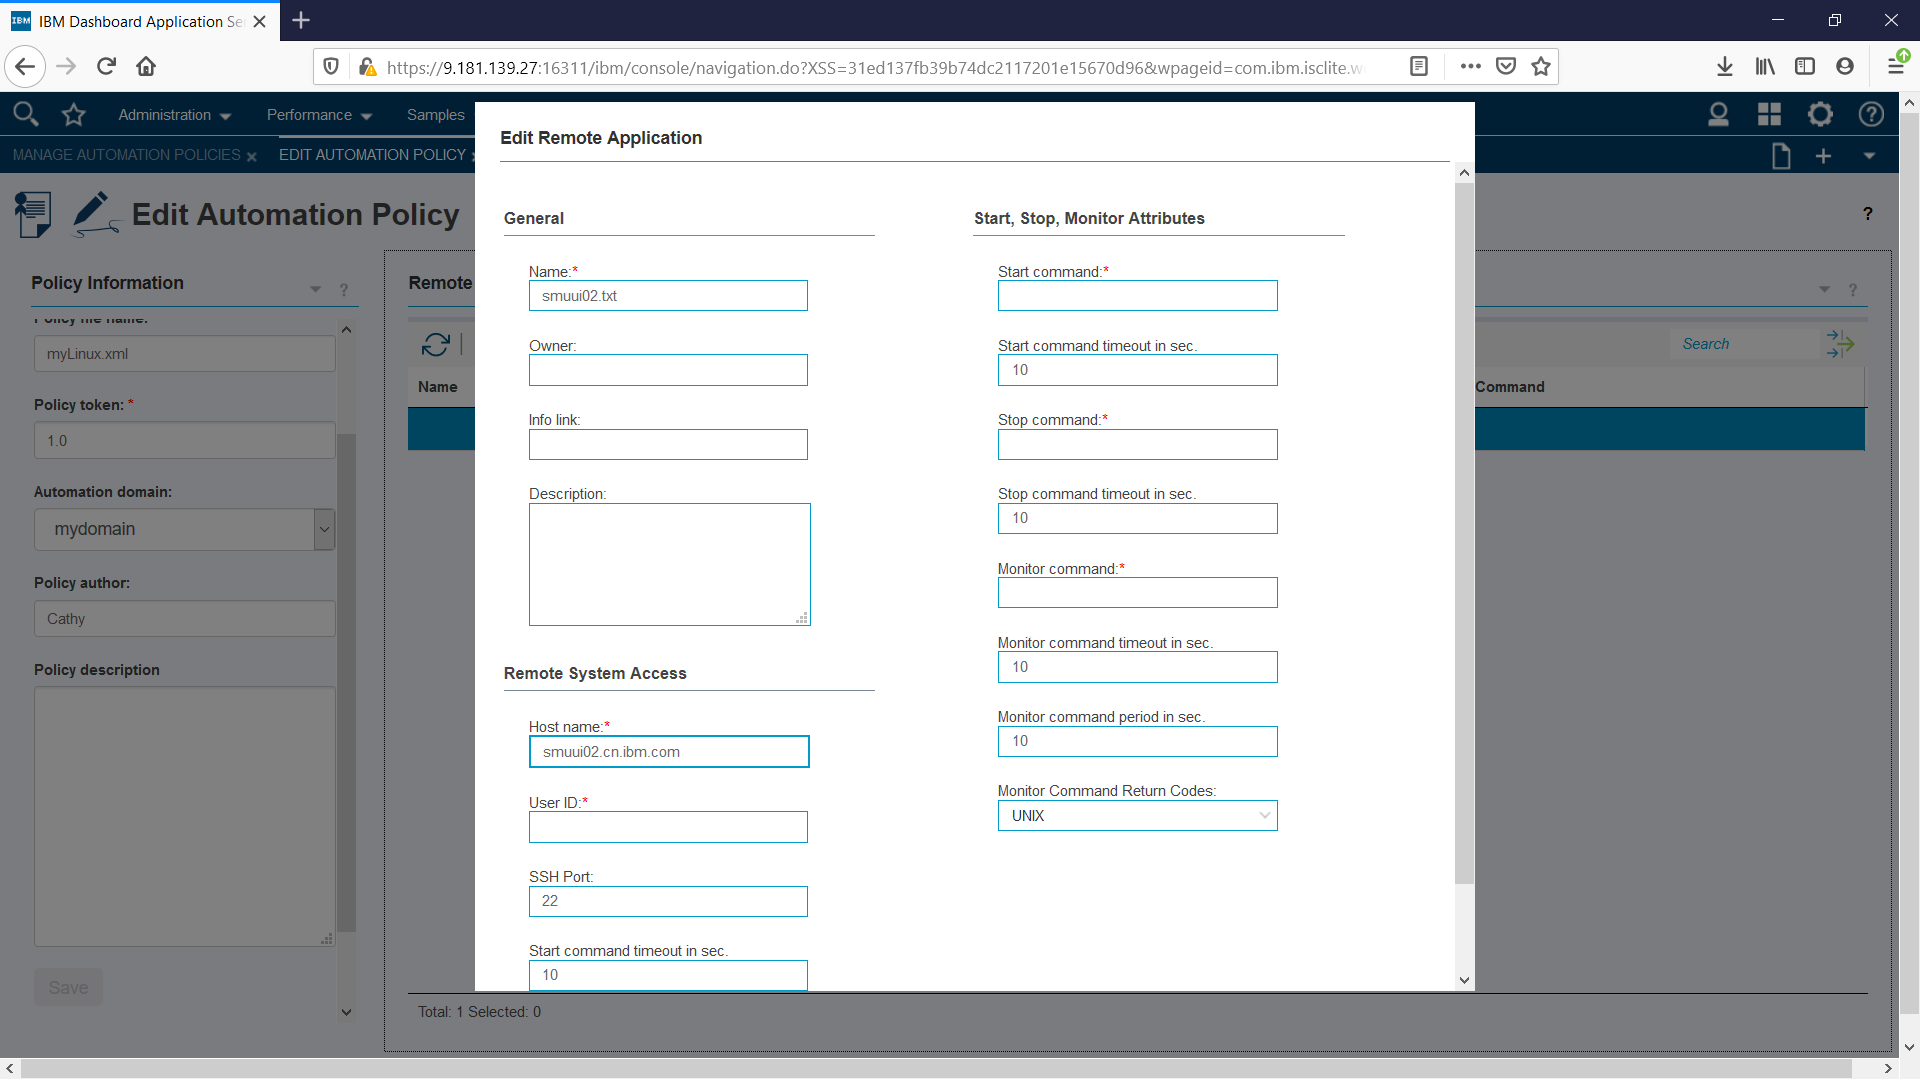 IBM Dashboard Application Se
https://9.181.139.27:16311/ibm/console/navigation.do?XSS=31ed137fb39b74dc2117201e15670d96&wpageid=com.ibm.isclite.w
Administration
Performance
Samples
MANAGE AUTOMATION POLICIES
EDIT AUTOMATION POLICY
Edit Automation Policy
?
Policy Information
?
Policy file name:
myLinux.xml
Policy token: *
1.0
Automation domain:
mydomain
Policy author:
Cathy
Policy description
Save
Remote
?
Search
Name
Command
Total: 1 Selected: 0
Edit Remote Application
General
Name:*
smuui02.txt
Owner:
Info link:
Description:
Remote System Access
Host name:*
smuui02.cn.ibm.com
User ID:*
SSH Port:
22
Start command timeout in sec.
10
Start, Stop, Monitor Attributes
Start command:*
Start command timeout in sec.
10
Stop command:*
Stop command timeout in sec.
10
Monitor command:*
Monitor command timeout in sec.
10
Monitor command period in sec.
10
Monitor Command Return Codes:
UNIX